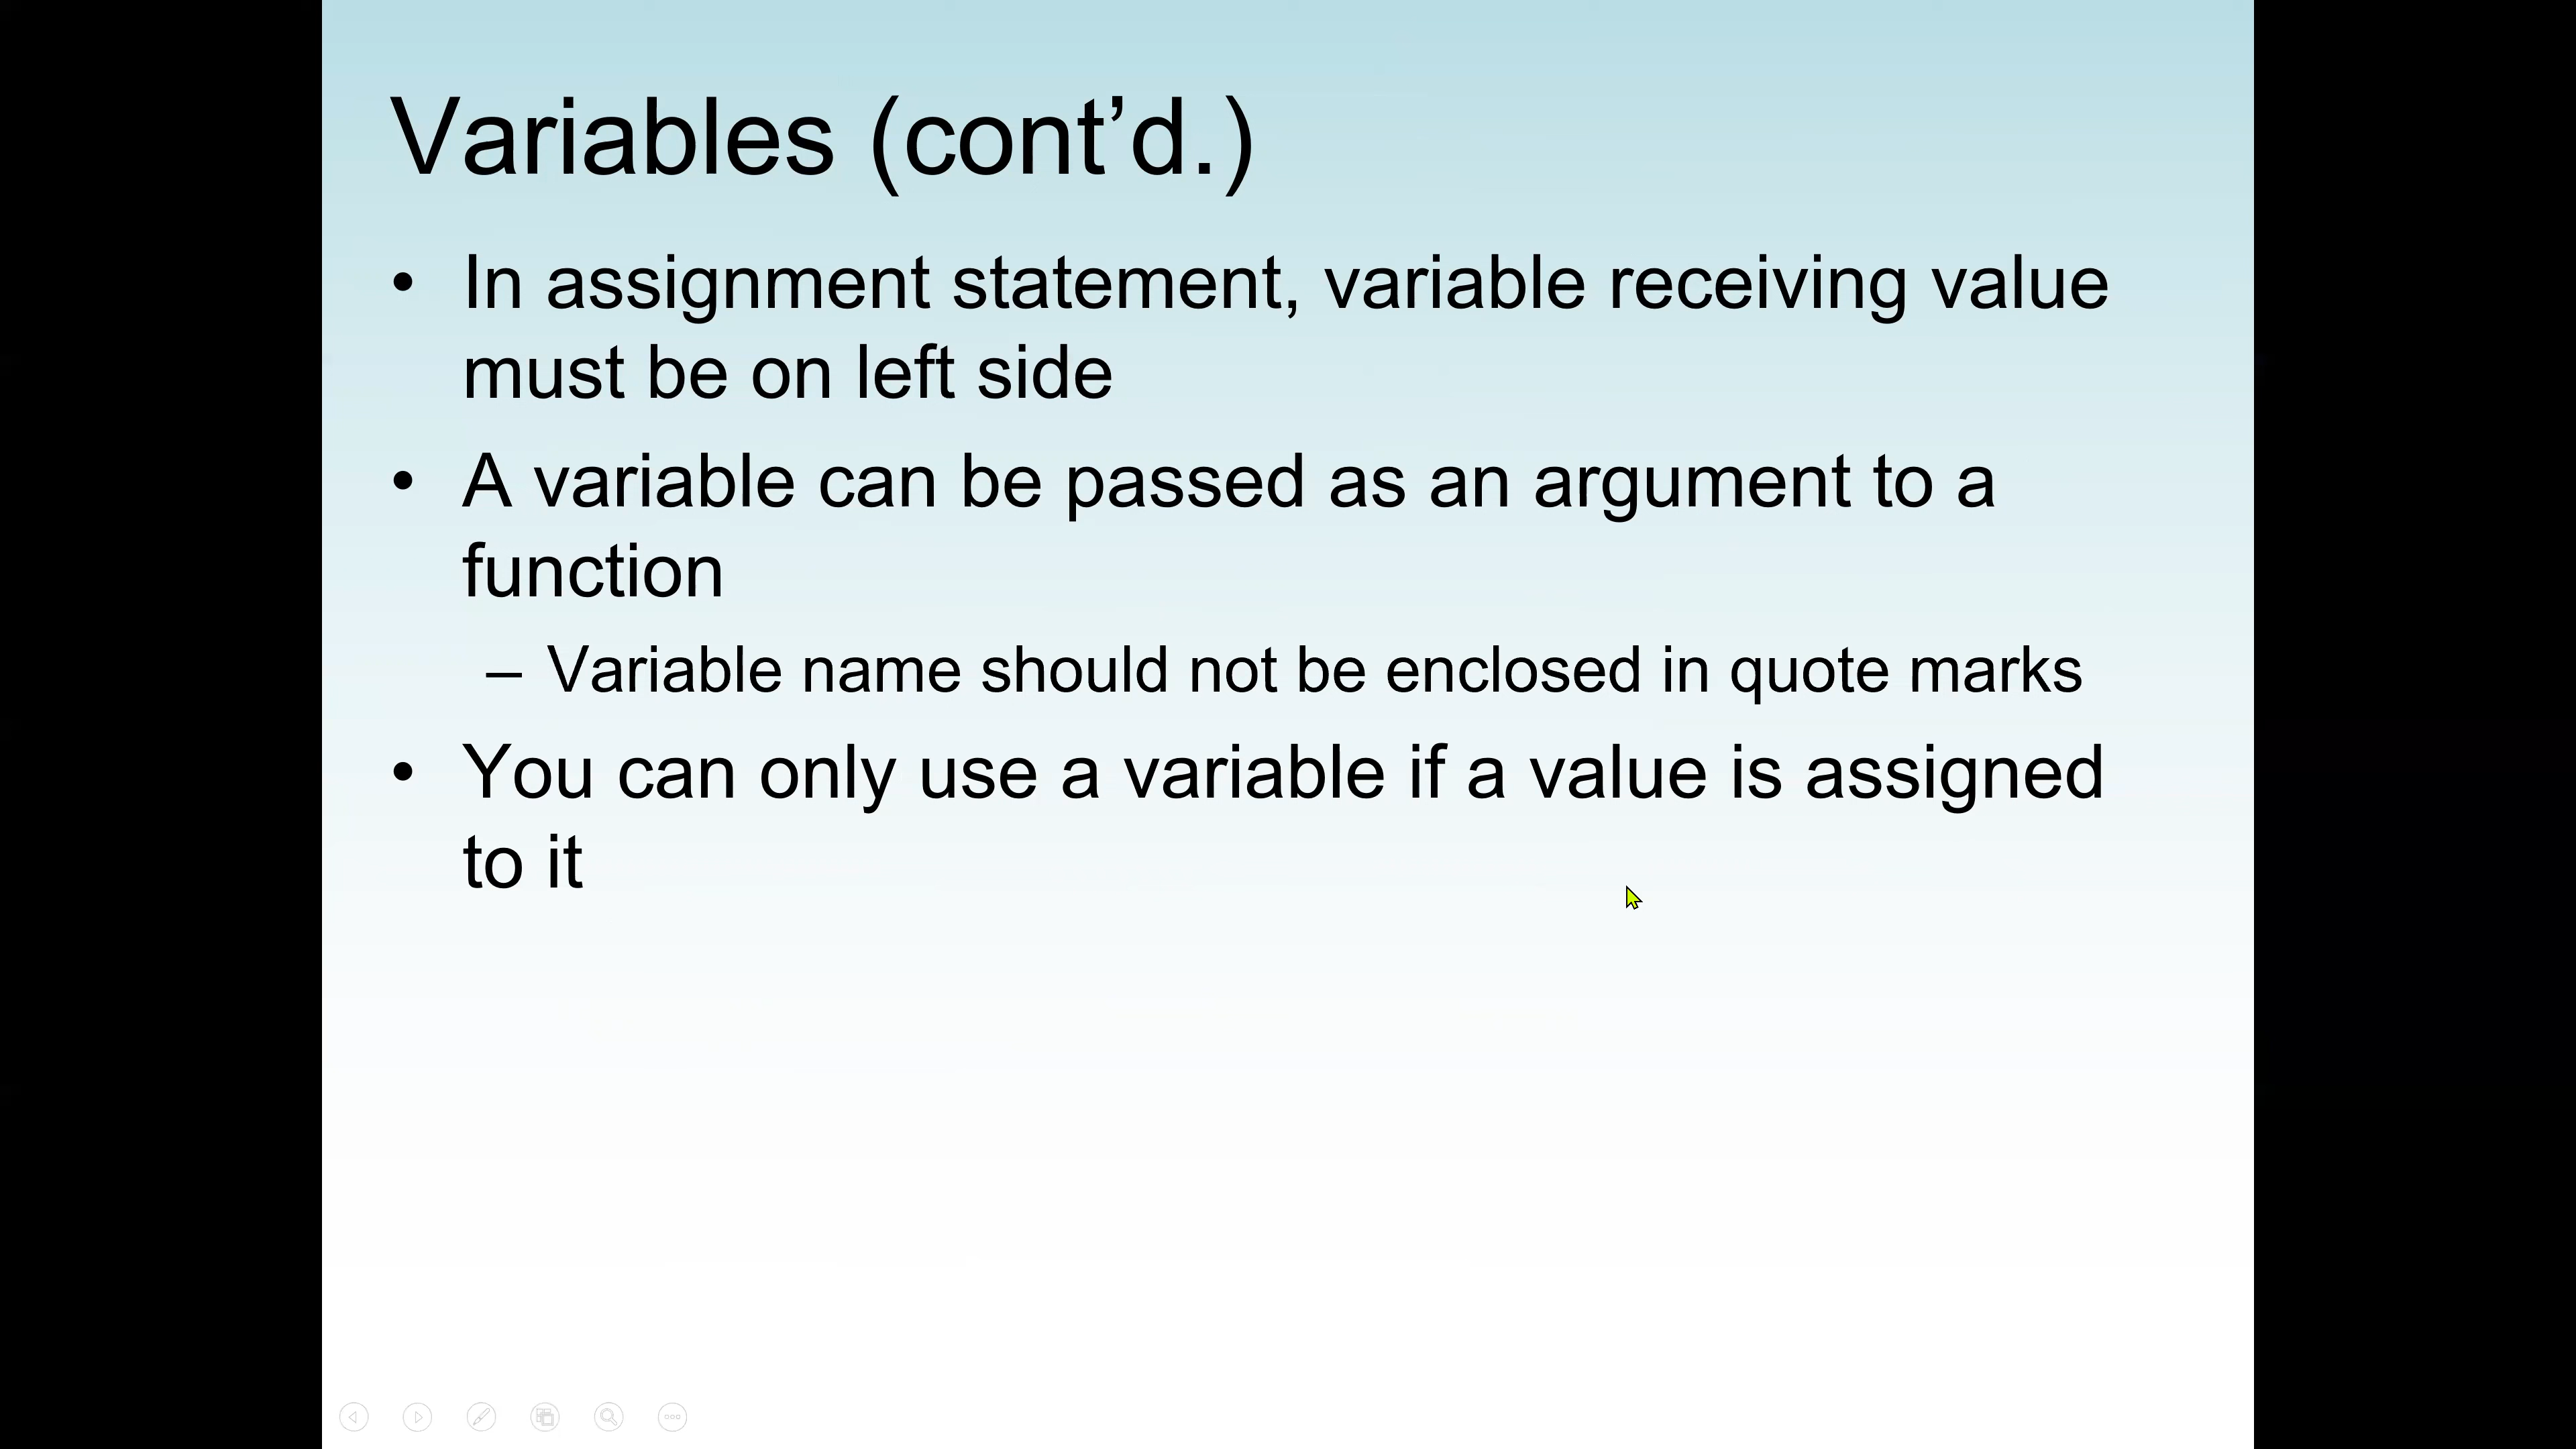 Variables (cont’d.)
• In assignment statement, variable receiving value
must be on left side
• A variable can be passed as an argument to a
function
– Variable name should not be enclosed in quote marks
• You can only use a variable if a value is assigned
to it